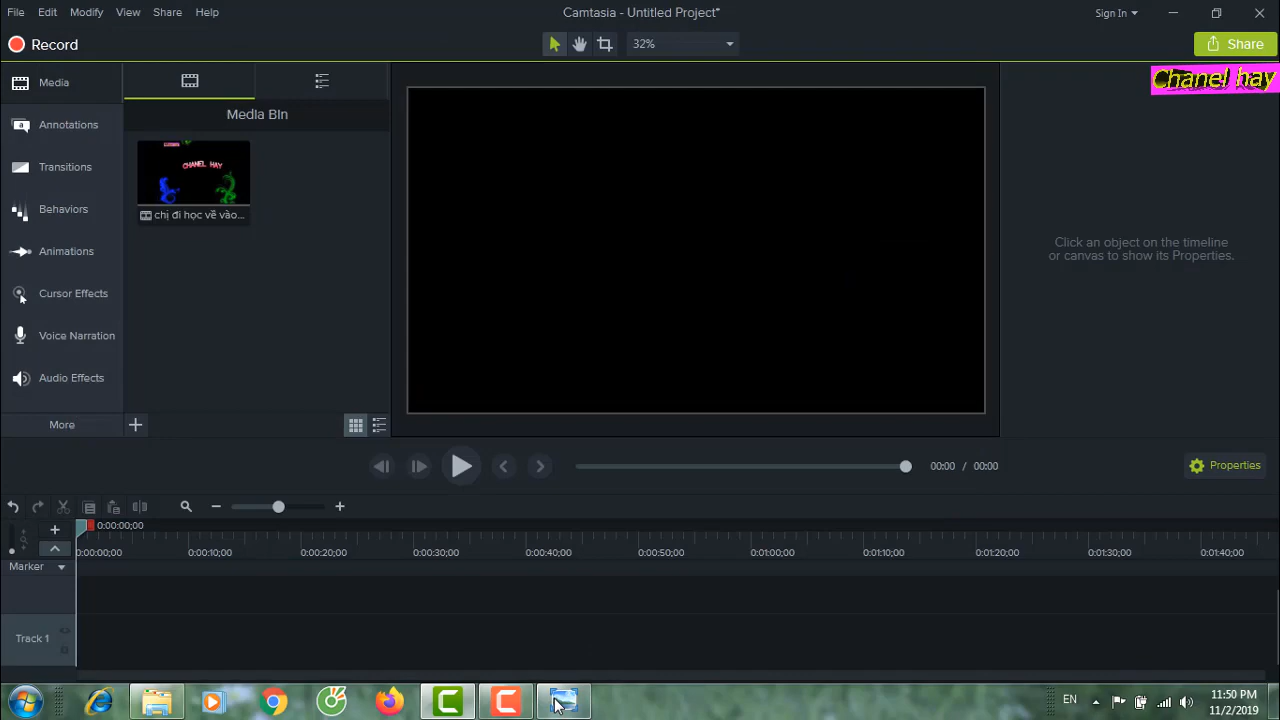 File Edit Modify View Share Help
Camtasia - Untitled Project*
Sign In
Record
32%
Share
Chanel hay
Media
Annotations
Transitions
Behaviors
Animations
Cursor Effects
Voice Narration
Audio Effects
More
Media Bin
CHANEL HAY
chị đi học về vào...
Click an object on the timeline
or canvas to show its Properties.
00:00 / 00:00
Properties
0:00:00;00
0:00:00;00 0:00:10;00 0:00:20;00 0:00:30;00 0:00:40;00 0:00:50;00 0:01:00;00 0:01:10;00 0:01:20;00 0:01:30;00 0:01:40;00
Marker
Track 1
EN
11:50 PM
11/2/2019